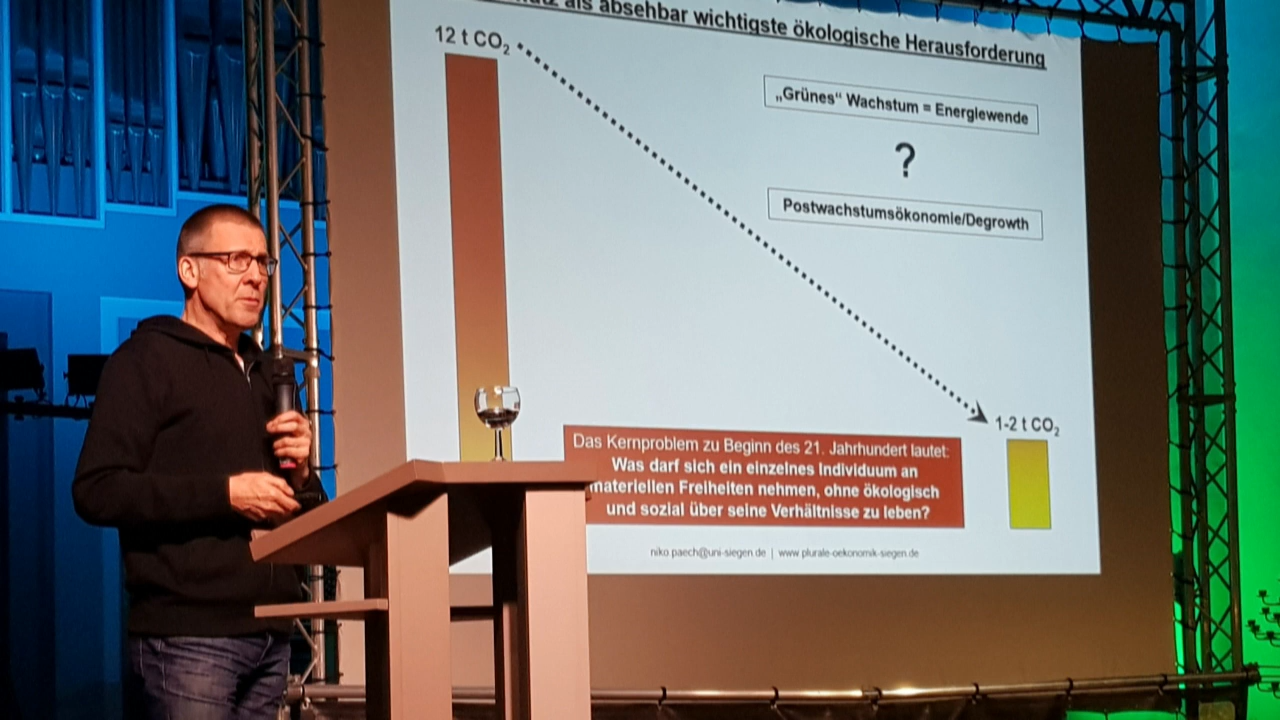 als absehbar wichtigste ökologische Herausforderung
12 t CO₂
„Grünes“ Wachstum = Energiewende
?
Postwachstumsökonomie/Degrowth
1-2 t CO₂
Das Kernproblem zu Beginn des 21. Jahrhundert lautet:
Was darf sich ein einzelnes Individuum an
materiellen Freiheiten nehmen, ohne ökologisch
und sozial über seine Verhältnisse zu leben?
niko.paech@uni-siegen.de | www.plurale-oekonomik-siegen.de